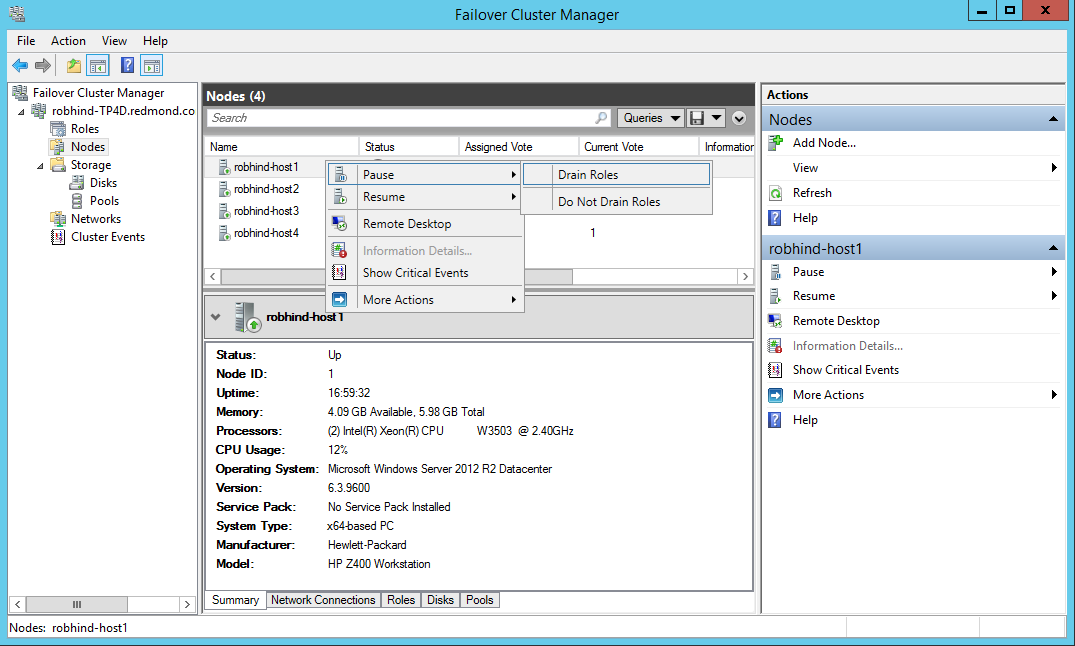 Failover Cluster Manager
File Action View Help
Failover Cluster Manager
robhind-TP4D.redmond.co
Roles
Nodes
Storage
Disks
Pools
Networks
Cluster Events
Nodes (4)
Search
Queries
Name Status Assigned Vote Current Vote Information
robhind-host1
robhind-host2
robhind-host3
robhind-host4 1
Pause
Resume
Remote Desktop
Information Details...
Show Critical Events
More Actions
Drain Roles
Do Not Drain Roles
robhind-host1
Status: Up
Node ID: 1
Uptime: 16:59:32
Memory: 4.09 GB Available, 5.98 GB Total
Processors: (2) Intel(R) Xeon(R) CPU W3503 @ 2.40GHz
CPU Usage: 12%
Operating System: Microsoft Windows Server 2012 R2 Datacenter
Version: 6.3.9600
Service Pack: No Service Pack Installed
System Type: x64-based PC
Manufacturer: Hewlett-Packard
Model: HP Z400 Workstation
Summary Network Connections Roles Disks Pools
Actions
Nodes
Add Node...
View
Refresh
Help
robhind-host1
Pause
Resume
Remote Desktop
Information Details...
Show Critical Events
More Actions
Help
Nodes: robhind-host1